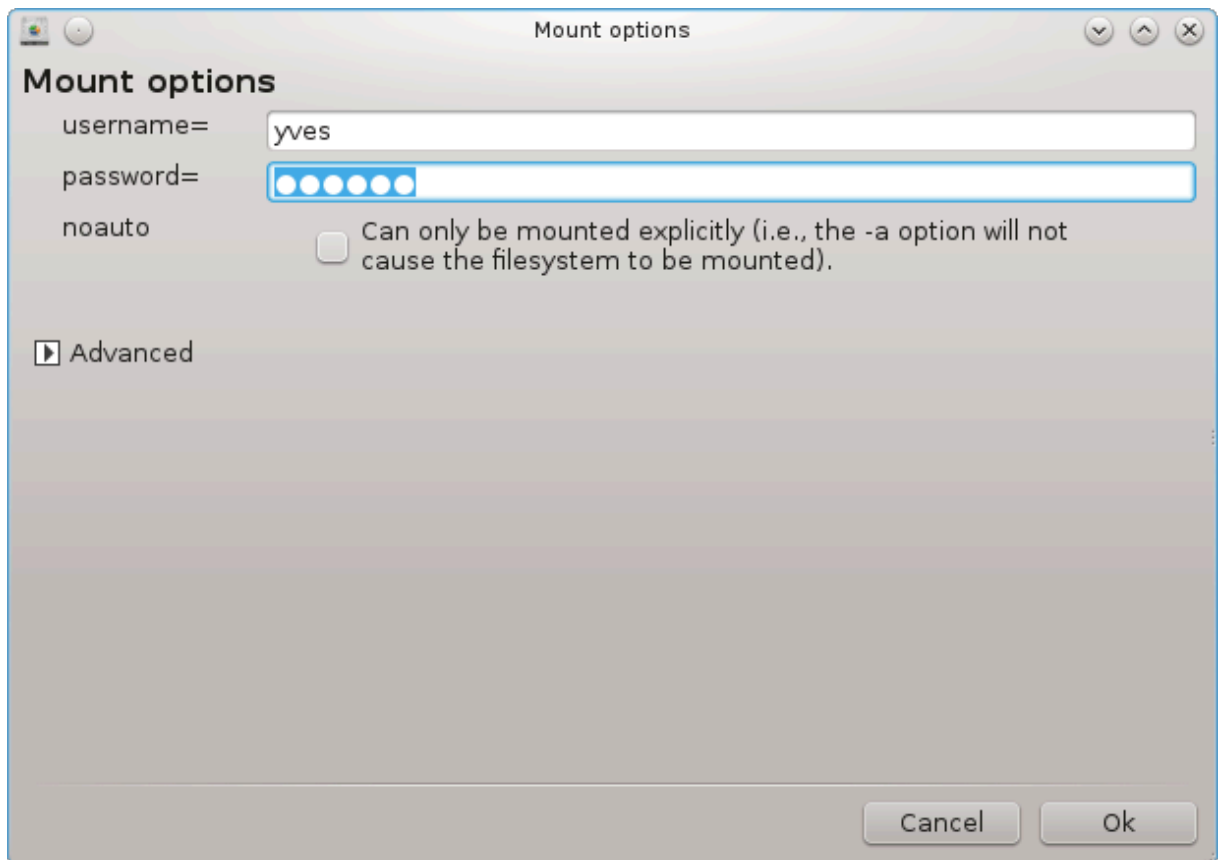 Mount options
Mount options
username=
yves
password=
●●●●●●
noauto
Can only be mounted explicitly (i.e., the -a option will not
cause the filesystem to be mounted).
Advanced
Cancel
Ok